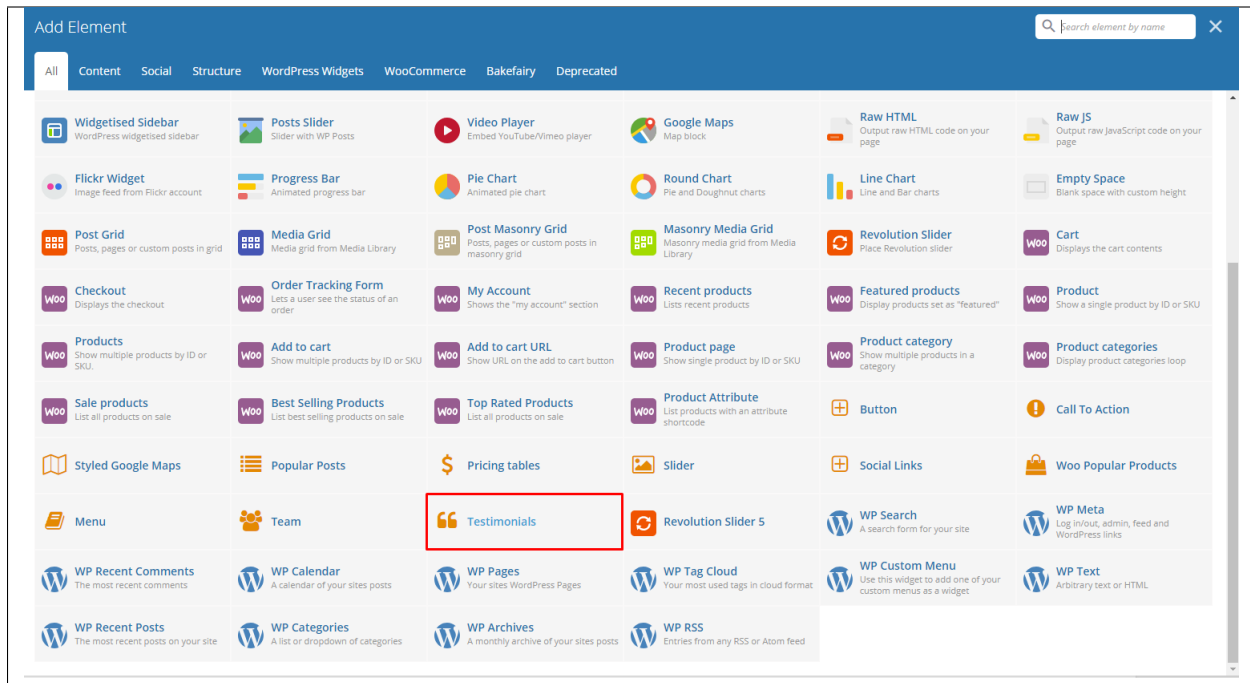 Add Element
Search element by name
All Content Social Structure WordPress Widgets WooCommerce Bakefairy Deprecated
Widgetised Sidebar
WordPress widgetised sidebar
Posts Slider
Slider with WP Posts
Video Player
Embed YouTube/Vimeo player
Google Maps
Map block
Raw HTML
Output raw HTML code on your
page
Raw JS
Output raw JavaScript code on your
page
Flickr Widget
Image feed from Flickr account
Progress Bar
Animated progress bar
Pie Chart
Animated pie chart
Round Chart
Pie and Doughnut charts
Line Chart
Line and Bar charts
Empty Space
Blank space with custom height
Post Grid
Posts, pages or custom posts in grid
Media Grid
Media grid from Media Library
Post Masonry Grid
Posts, pages or custom posts in
masonry grid
Masonry Media Grid
Masonry media grid from Media
Library
Revolution Slider
Place Revolution slider
Woo
Cart
Displays the cart contents
Woo
Checkout
Displays the checkout
Woo
Order Tracking Form
Lets a user see the status of an
order
Woo
My Account
Shows the "my account" section
Woo
Recent products
Lists recent products
Woo
Featured products
Display products set as "featured"
Woo
Product
Show a single product by ID or SKU
Woo
Products
Show multiple products by ID or
SKU.
Woo
Add to cart
Show multiple products by ID or SKU
Woo
Add to cart URL
Show URL on the add to cart button
Woo
Product page
Show single product by ID or SKU
Woo
Product category
Show multiple products in a
category
Woo
Product categories
Display product categories loop
Woo
Sale products
List all products on sale
Woo
Best Selling Products
List best selling products on sale
Woo
Top Rated Products
List all products on sale
Woo
Product Attribute
List products with an attribute
shortcode
Button
Call To Action
Styled Google Maps
Popular Posts
Pricing tables
Slider
Social Links
Woo Popular Products
Menu
Team
Testimonials
Revolution Slider 5
WP Search
A search form for your site
WP Meta
Log in/out, admin, feed and
WordPress links
WP Recent Comments
The most recent comments
WP Calendar
A calendar of your sites posts
WP Pages
Your sites WordPress Pages
WP Tag Cloud
Your most used tags in cloud format
WP Custom Menu
Use this widget to add one of your
custom menus as a widget
WP Text
Arbitrary text or HTML
WP Recent Posts
The most recent posts on your site
WP Categories
A list or dropdown of categories
WP Archives
A monthly archive of your sites posts
WP RSS
Entries from any RSS or Atom feed